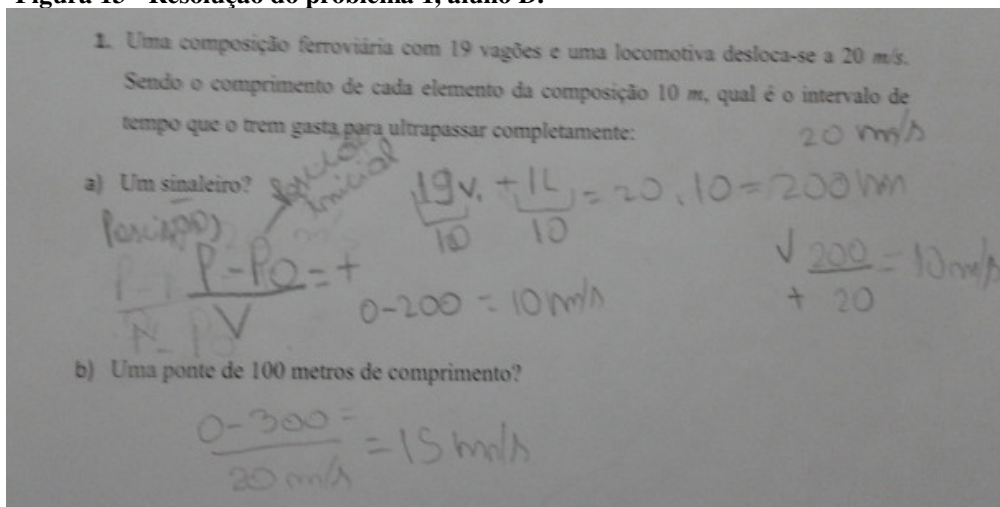 Figura 15 - Resolução do problema 1, aluno D.
1. Uma composição ferroviária com 19 vagões e uma locomotiva desloca-se a 20 m/s.
Sendo o comprimento de cada elemento da composição 10 m, qual é o intervalo de
tempo que o trem gasta para ultrapassar completamente:
20 m/s
a) Um sinaleiro?
inicial
19v. + 1L = 20.10 = 200 m
10 10
P-P0 = t
V
0-200 = 10 m/s
200 = 10 m/s
20
b) Uma ponte de 100 metros de comprimento?
0-300 =
20 m/s
= 15 m/s